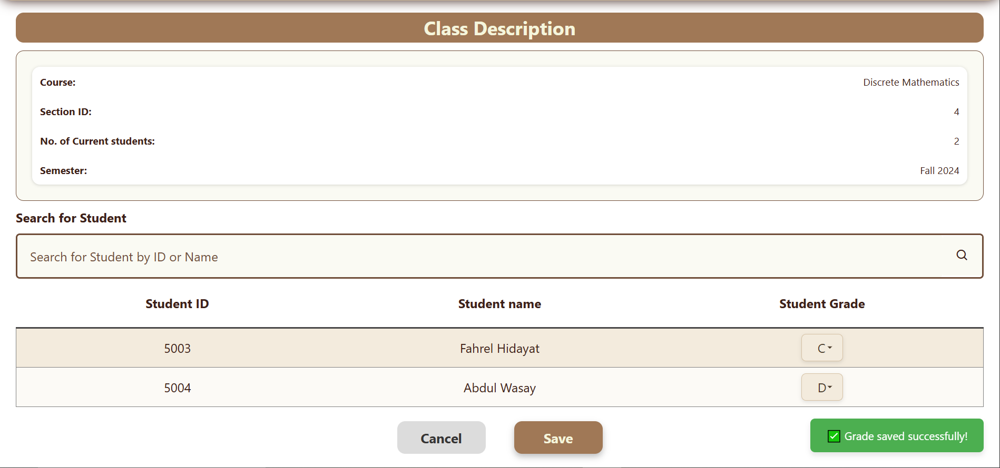 Class Description
Course: Discrete Mathematics
Section ID: 4
No. of Current students: 2
Semester: Fall 2024
Search for Student
Search for Student by ID or Name
Student ID Student name Student Grade
5003 Fahrel Hidayat C
5004 Abdul Wasay D
Cancel Save ✅ Grade saved successfully!